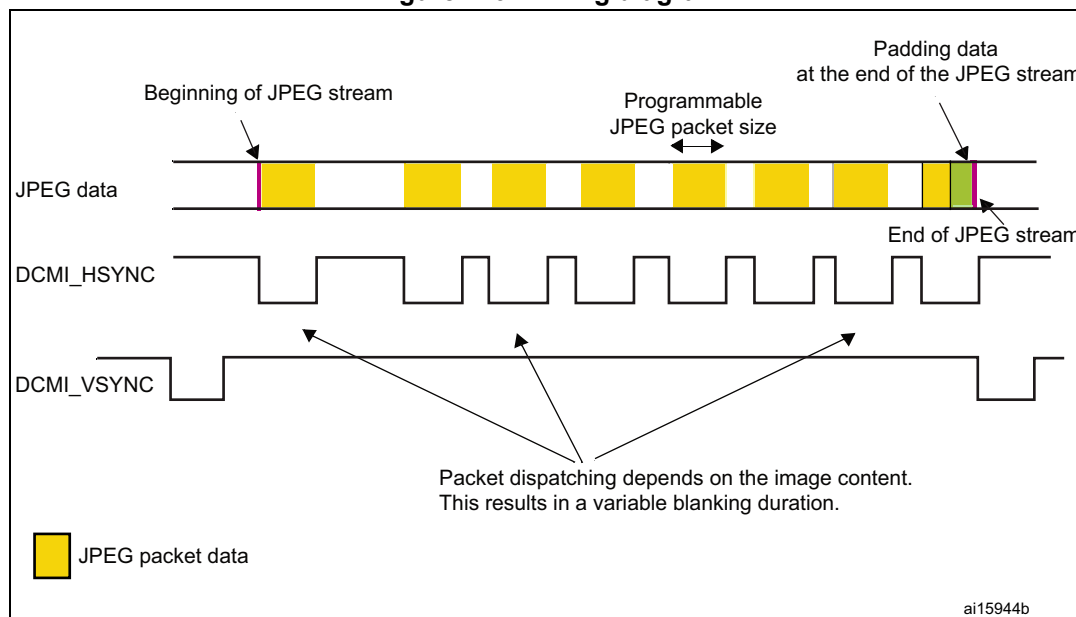 Padding data
at the end of the JPEG stream
Beginning of JPEG stream
Programmable
JPEG packet size
JPEG data
End of JPEG stream
DCMI_HSYNC
DCMI_VSYNC
Packet dispatching depends on the image content.
This results in a variable blanking duration.
JPEG packet data
ai15944b